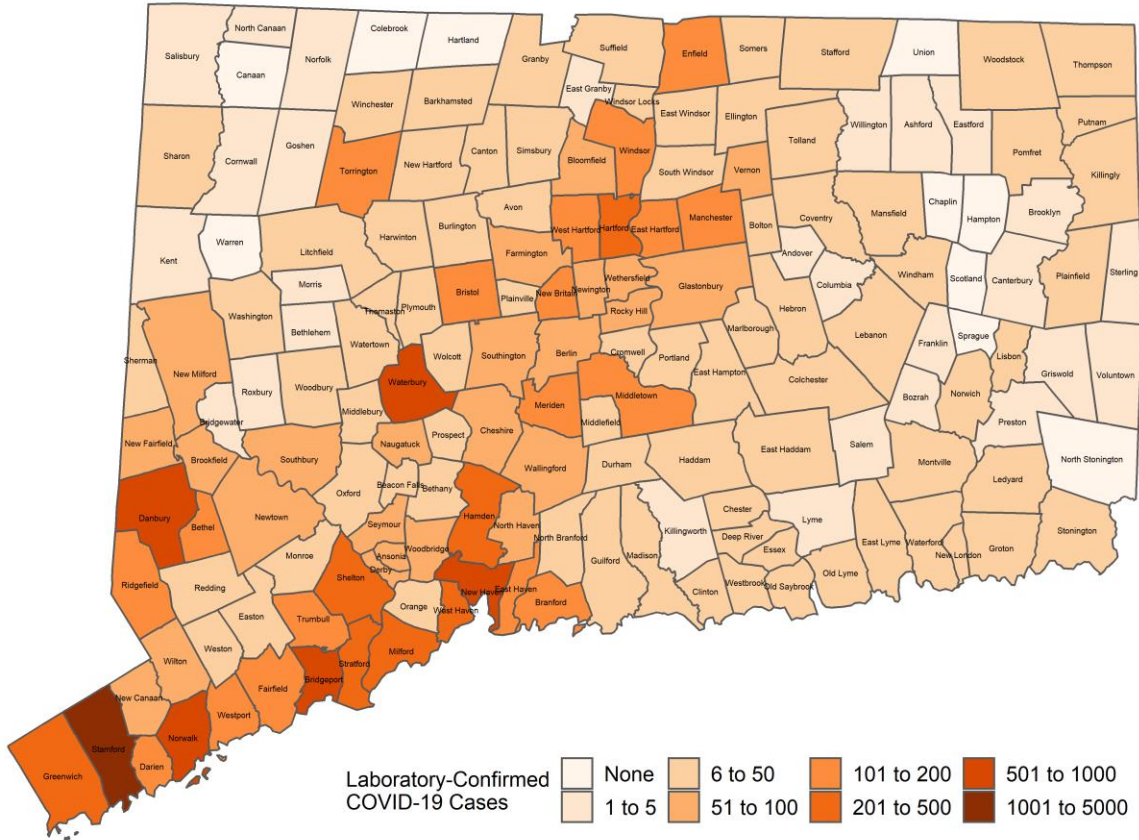 North Canaan
Colebrook
Hartland
Salisbury
Canaan
Norfolk
Granby
Suffield
Enfield
Somers
Stafford
Union
Woodstock
Thompson
East Granby
Windsor Locks
Winchester
Barkhamsted
East Windsor
Ellington
Willington
Ashford
Eastford
Putnam
Sharon
Cornwall
Goshen
Torrington
New Hartford
Canton
Simsbury
Bloomfield
Windsor
Tolland
Pomfret
Killingly
South Windsor
Vernon
Avon
Kent
Warren
Litchfield
Harwinton
Burlington
West Hartford
Hartford
East Hartford
Manchester
Bolton
Coventry
Mansfield
Chaplin
Hampton
Brooklyn
Farmington
Andover
Morris
Bristol
Plainville
New Britain
Newington
Wethersfield
Glastonbury
Columbia
Windham
Scotland
Canterbury
Plainfield
Sterling
Washington
Bethlehem
Thomaston
Plymouth
Rocky Hill
Hebron
Marlborough
Sherman
New Milford
Watertown
Wolcott
Southington
Berlin
Cromwell
Portland
East Hampton
Lebanon
Franklin
Sprague
Lisbon
Griswold
Voluntown
Roxbury
Woodbury
Waterbury
Colchester
Bozrah
Norwich
Bridgewater
Middlebury
Meriden
Middletown
Middlefield
Preston
New Fairfield
Brookfield
Southbury
Naugatuck
Prospect
Cheshire
Wallingford
Durham
Haddam
East Haddam
Salem
Montville
North Stonington
Danbury
Bethel
Newtown
Oxford
Beacon Falls
Bethany
Hamden
North Haven
Ledyard
Seymour
Woodbridge
North Branford
Guilford
Madison
Killingworth
Chester
Deep River
Essex
Lyme
East Lyme
Waterford
New London
Groton
Stonington
Ridgefield
Redding
Monroe
Ansonia
Derby
Shelton
New Haven
East Haven
Branford
Clinton
Westbrook
Old Saybrook
Old Lyme
Easton
Trumbull
Orange
West Haven
Weston
Wilton
Milford
Stratford
Bridgeport
Fairfield
New Canaan
Westport
Norwalk
Stamford
Darien
Greenwich
Laboratory-Confirmed
COVID-19 Cases
None
1 to 5
6 to 50
51 to 100
101 to 200
201 to 500
501 to 1000
1001 to 5000